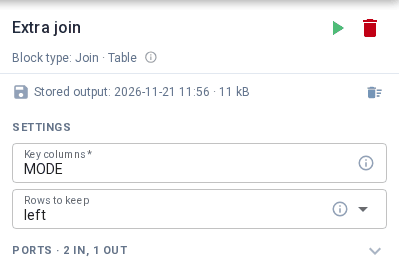 Extra join
Block type: Join · Table
Stored output: 2026-11-21 11:56 · 11 kB
SETTINGS
Key columns*
MODE
Rows to keep
left
PORTS · 2 IN, 1 OUT